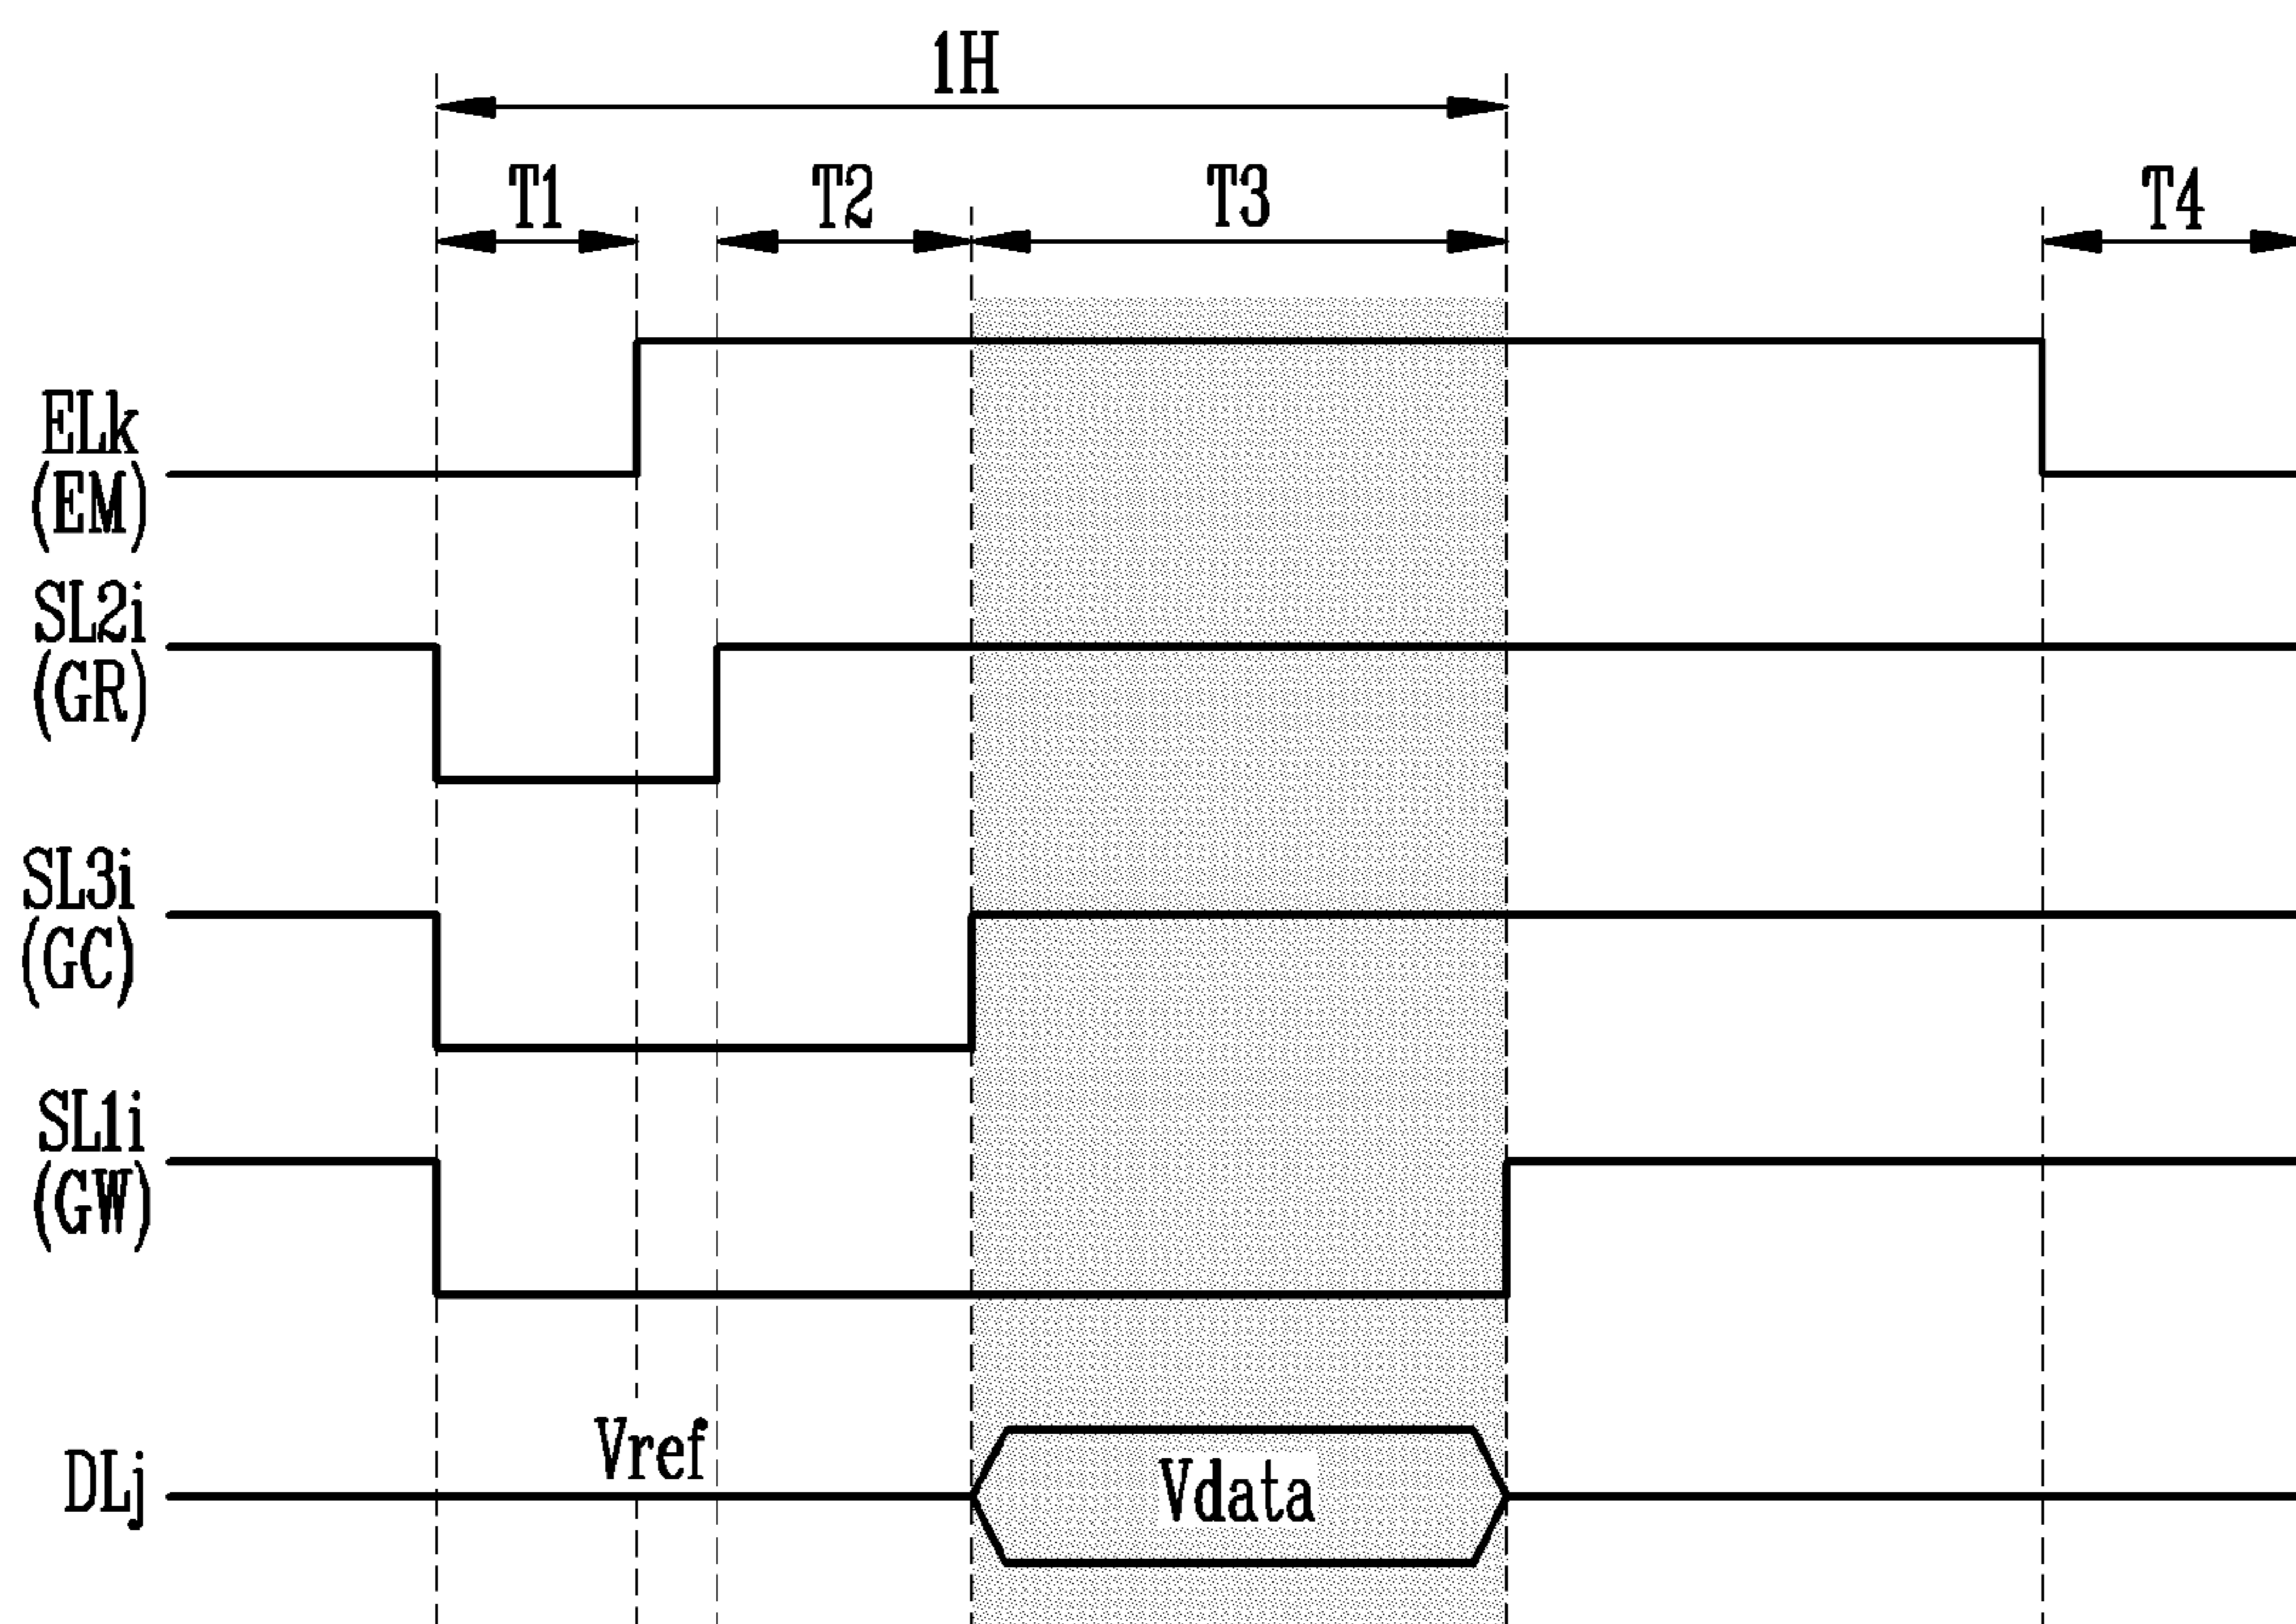 1H
T1 T2 T3 T4
ELk
(EM)
SL2i
(GR)
SL3i
(GC)
SL1i
(GW)
Vref
DLj
Vdata